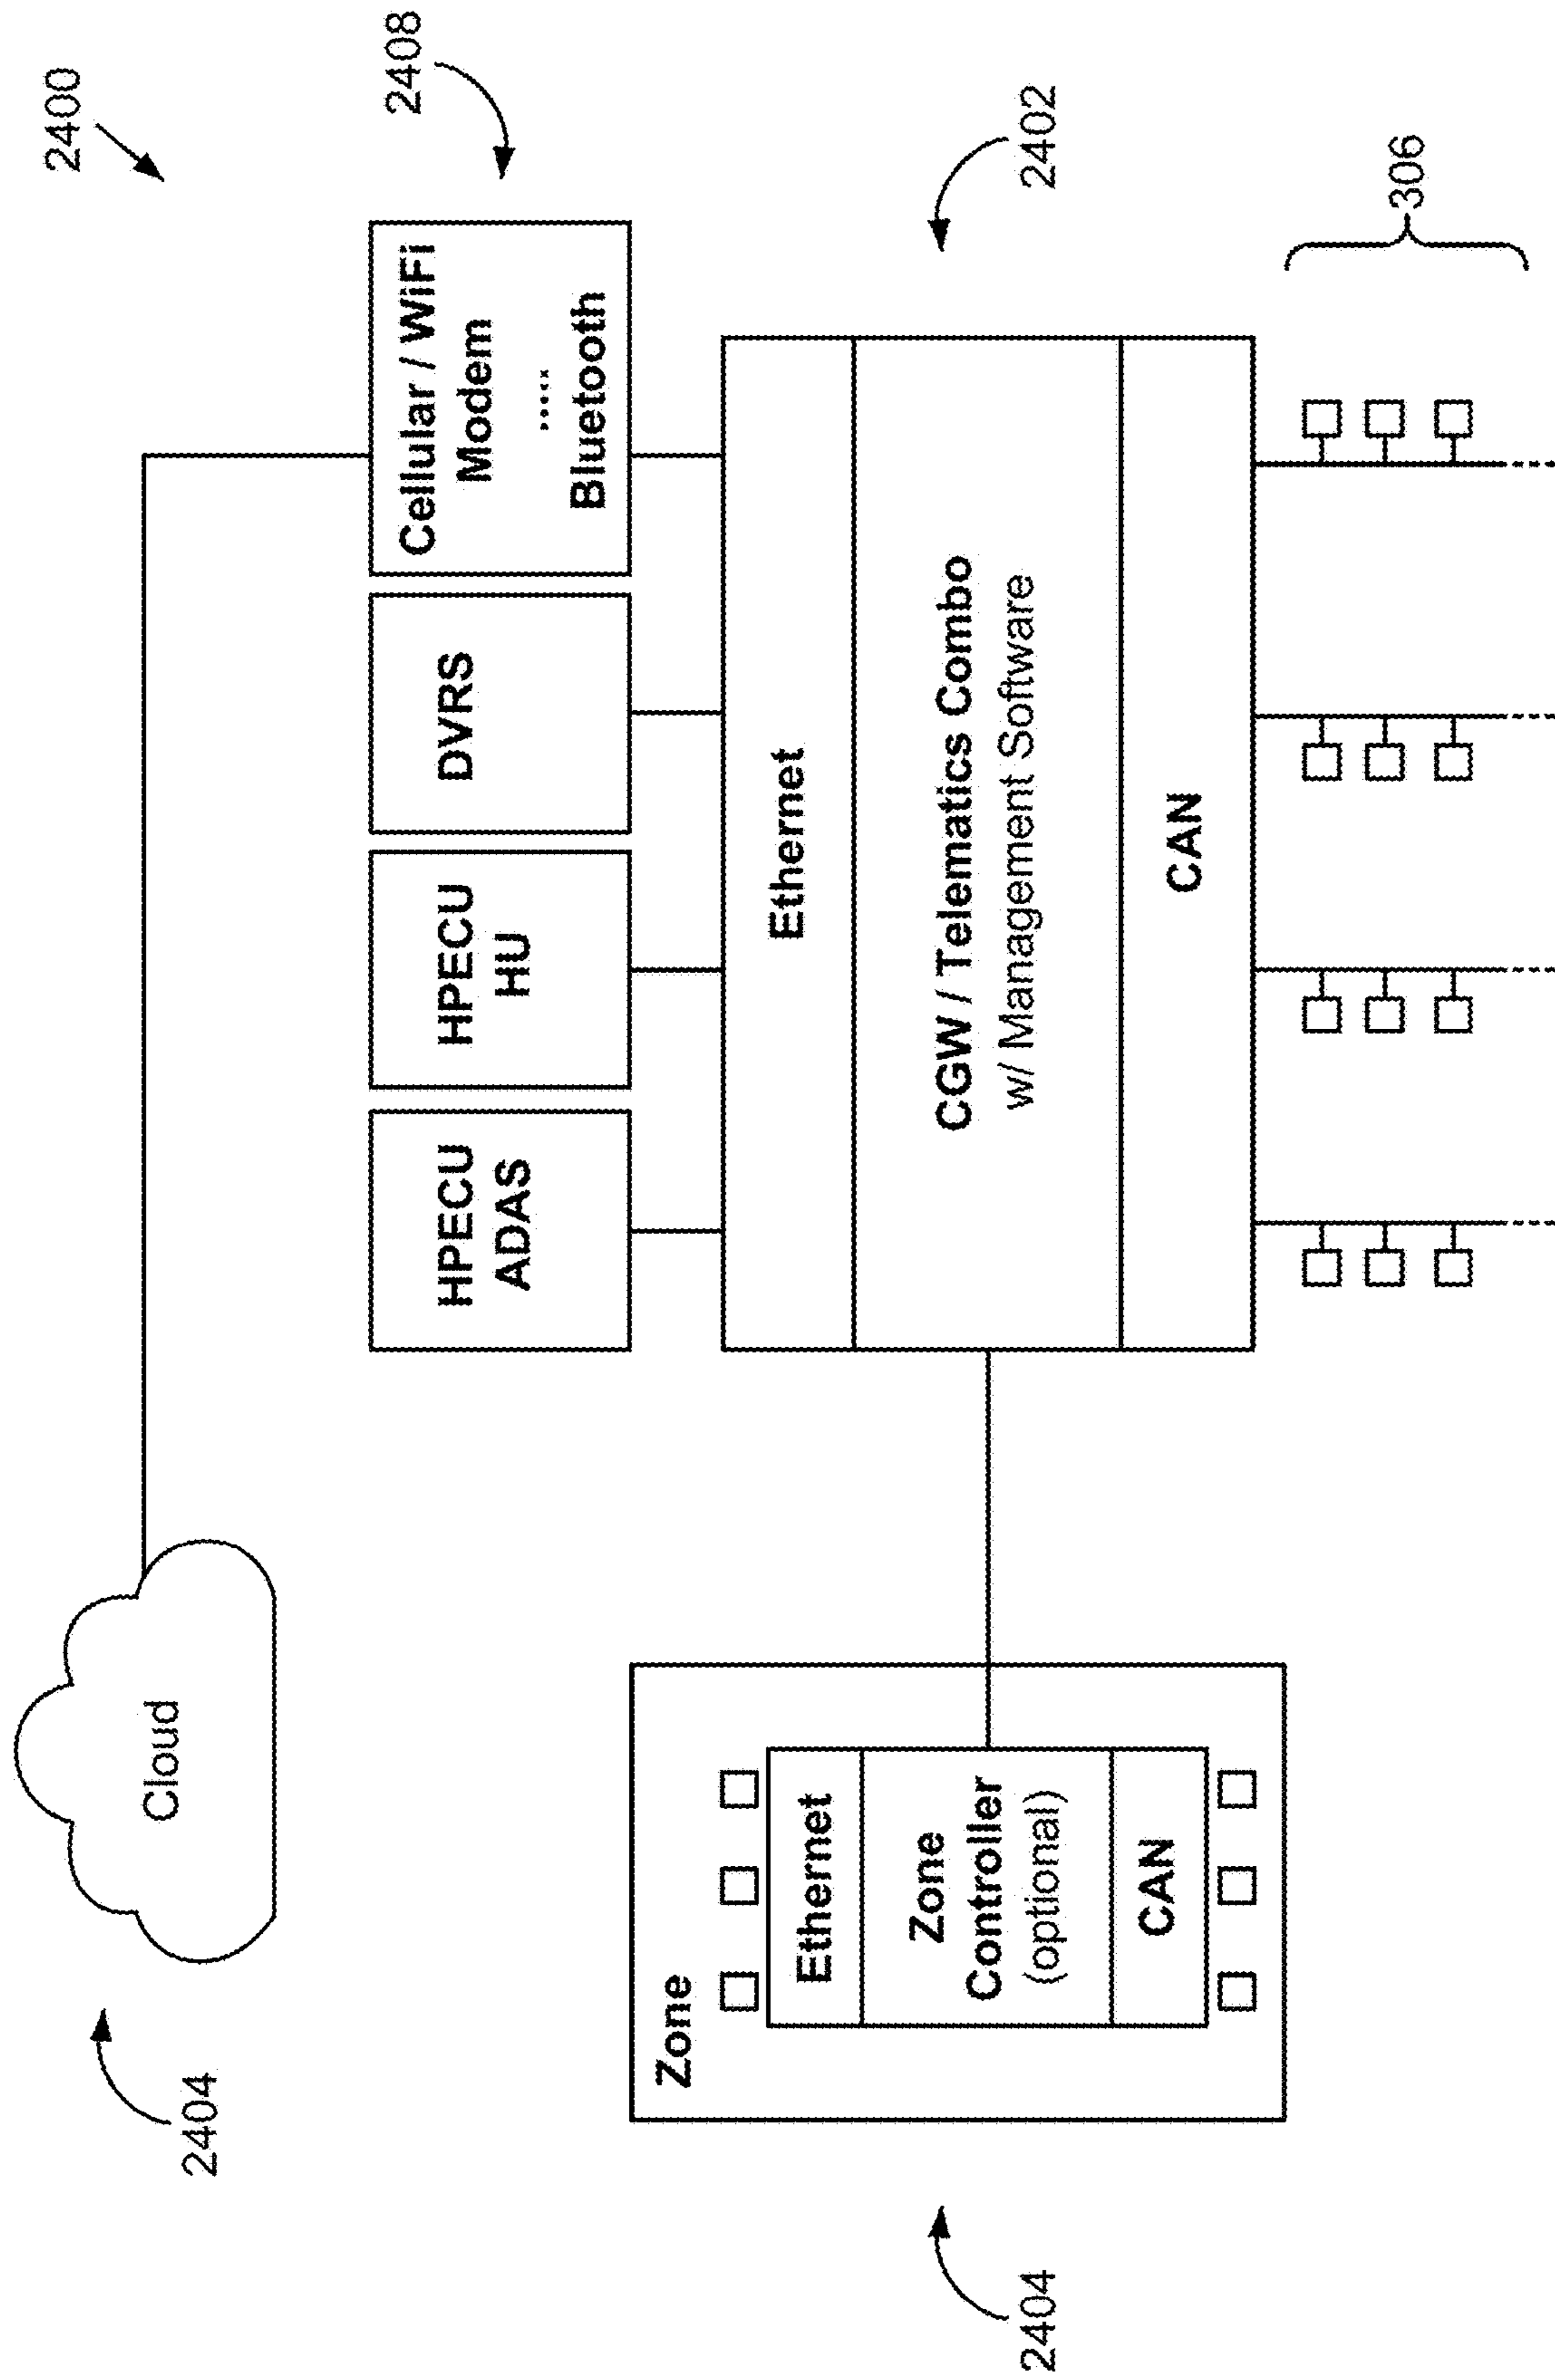 2400
2404
Cloud
2408
HPECU
ADAS
HPECU
HU
DVRS
Cellular / WiFi
Modem
.....
Bluetooth
2402
Ethernet
CGW / Telematics Combo
w/ Management Software
CAN
Zone
Ethernet
Zone
Controller
(optional)
CAN
2404
306